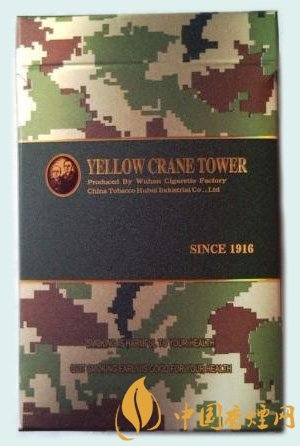 YELLOW CRANE TOWER
Produced By Wuhan Cigarette Factory
China Tobacco Hubei Industrial Co.,Ltd
SINCE 1916
SMOKING IS HARMFUL TO YOUR HEALTH
QUIT SMOKING EARLY IS GOOD FOR YOUR HEALTH
中国香烟网